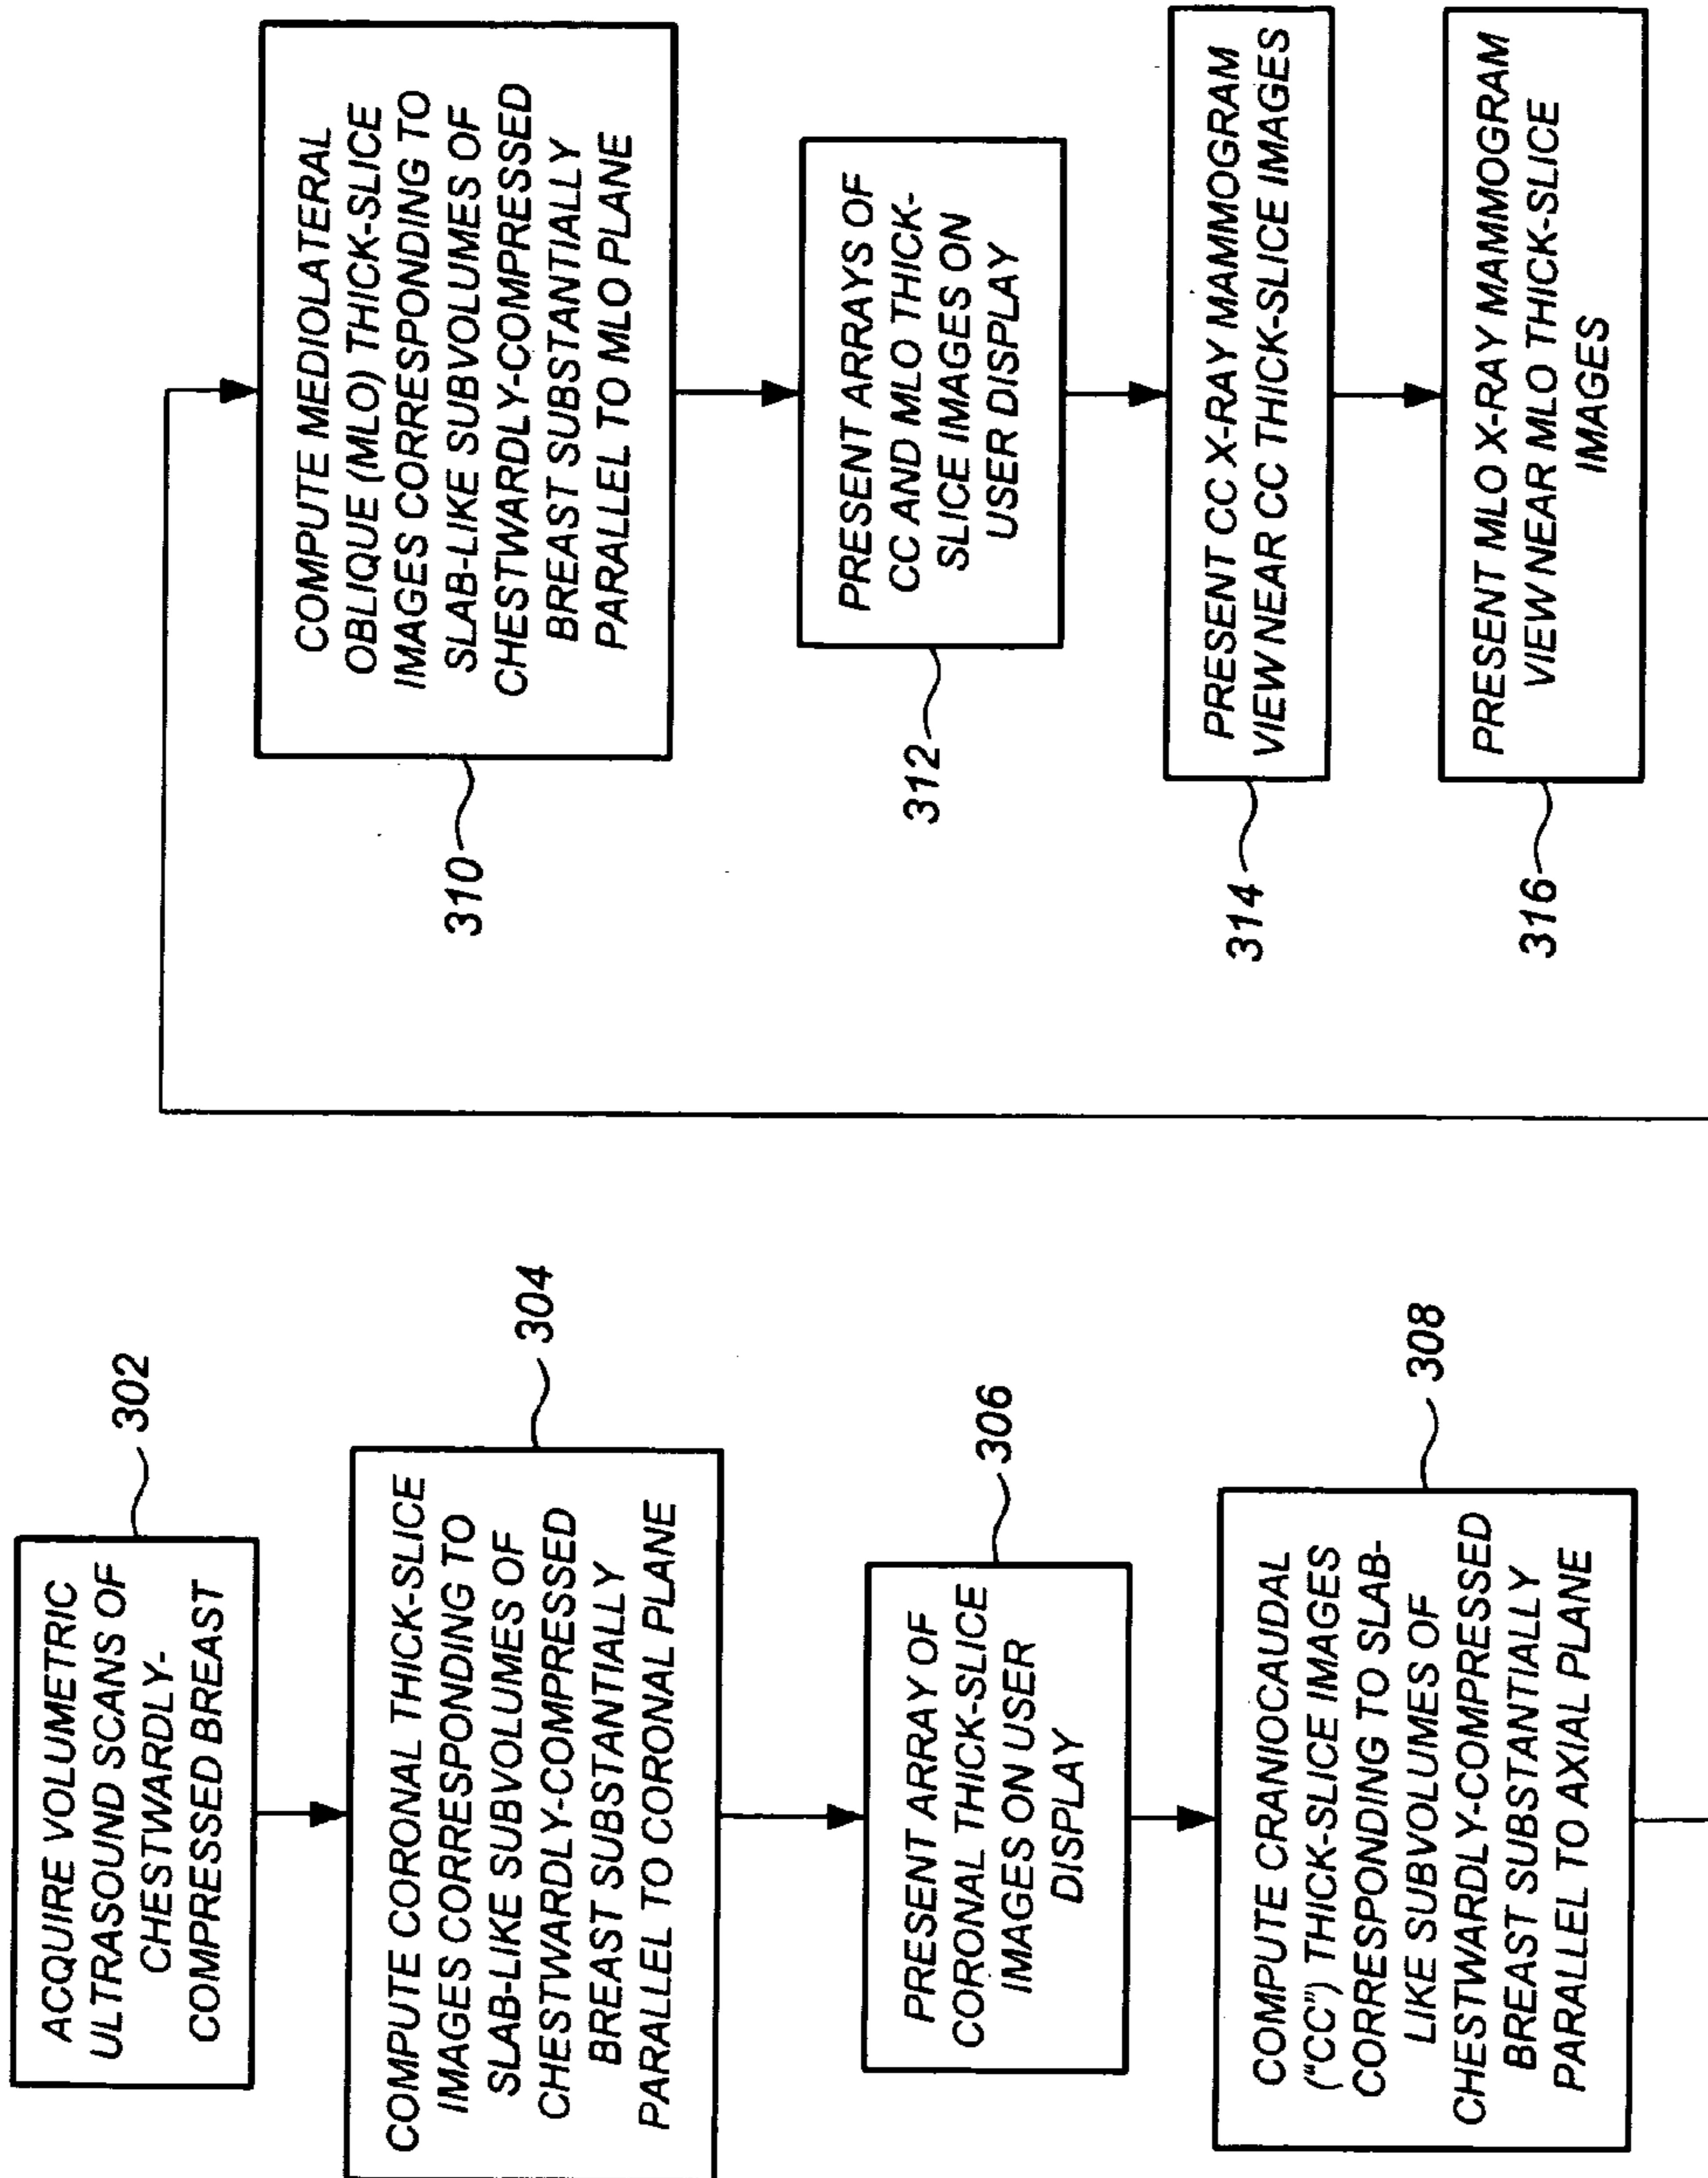 ACQUIRE VOLUMETRIC
ULTRASOUND SCANS OF
CHESTWARDLY-
COMPRESSED BREAST
302
COMPUTE CORONAL THICK-SLICE
IMAGES CORRESPONDING TO
SLAB-LIKE SUBVOLUMES OF
CHESTWARDLY-COMPRESSED
BREAST SUBSTANTIALLY
PARALLEL TO CORONAL PLANE
304
PRESENT ARRAY OF
CORONAL THICK-SLICE
IMAGES ON USER
DISPLAY
306
COMPUTE CRANIOCAUDAL
("CC") THICK-SLICE IMAGES
CORRESPONDING TO SLAB-
LIKE SUBVOLUMES OF
CHESTWARDLY-COMPRESSED
BREAST SUBSTANTIALLY
PARALLEL TO AXIAL PLANE
308
COMPUTE MEDIOLATERAL
OBLIQUE (MLO) THICK-SLICE
IMAGES CORRESPONDING TO
SLAB-LIKE SUBVOLUMES OF
CHESTWARDLY-COMPRESSED
BREAST SUBSTANTIALLY
PARALLEL TO MLO PLANE
310
PRESENT ARRAYS OF
CC AND MLO THICK-
SLICE IMAGES ON
USER DISPLAY
312
PRESENT CC X-RAY MAMMOGRAM
VIEW NEAR CC THICK-SLICE IMAGES
314
PRESENT MLO X-RAY MAMMOGRAM
VIEW NEAR MLO THICK-SLICE
IMAGES
316